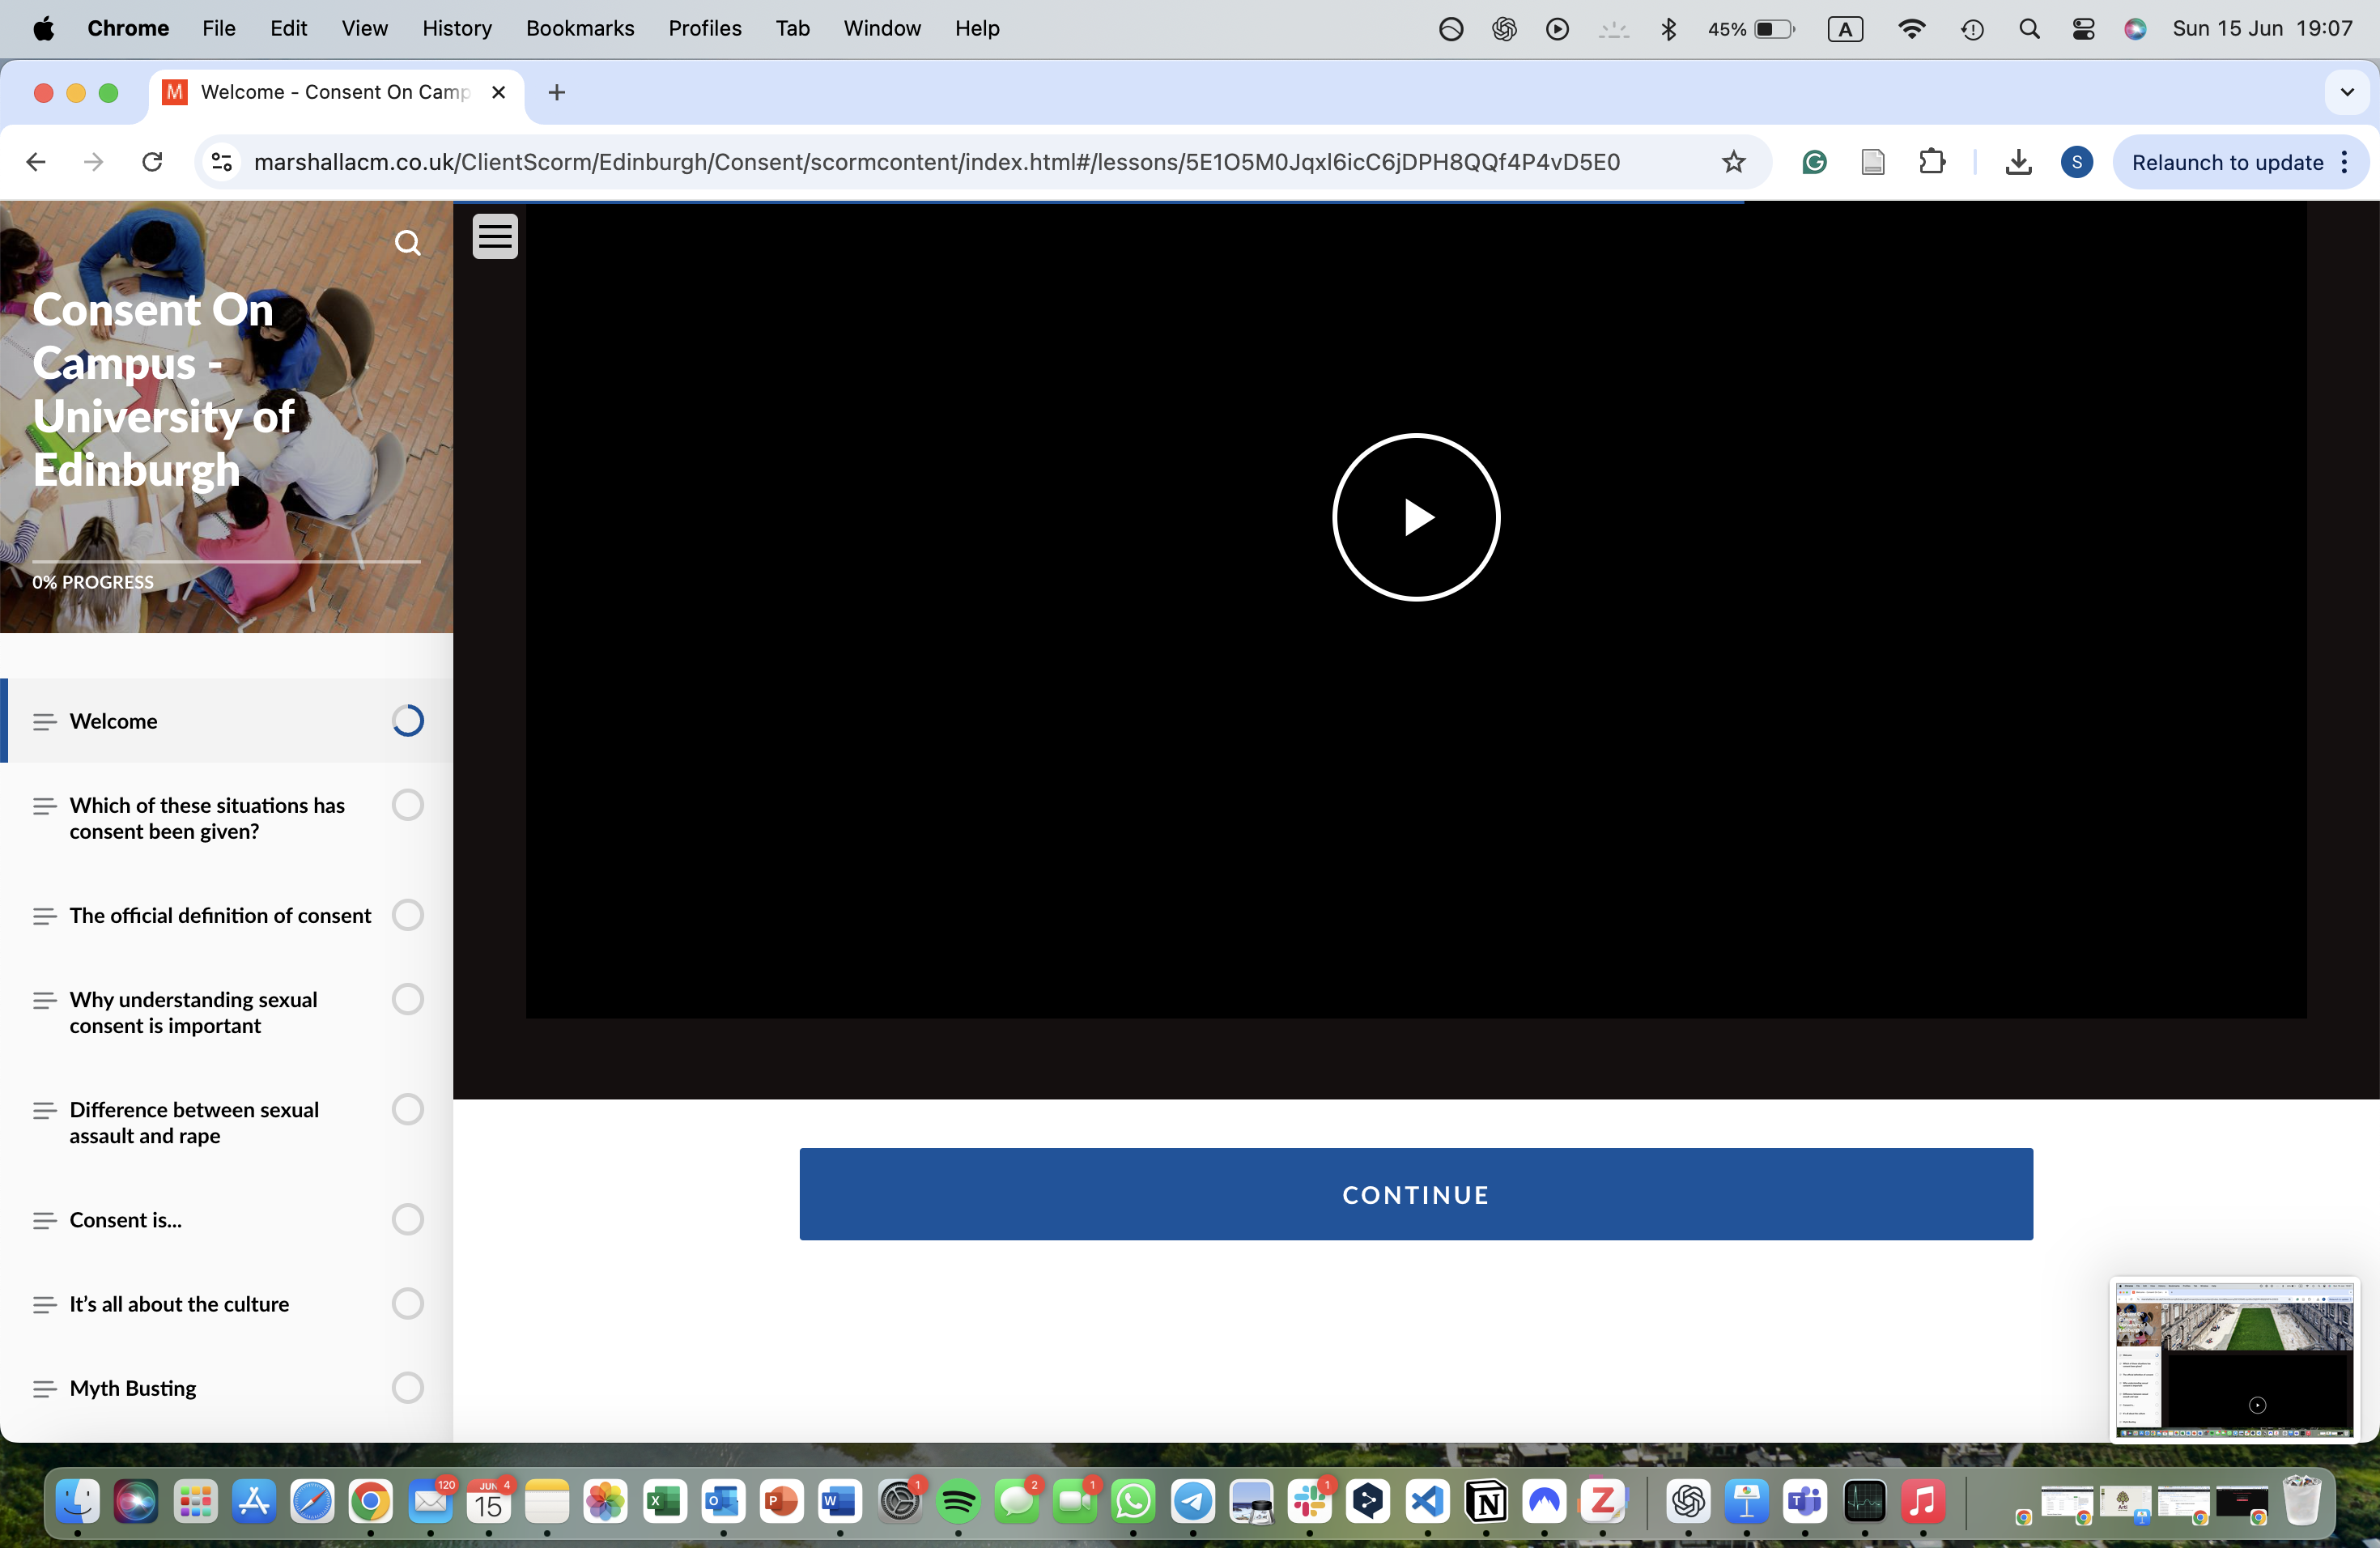 Chrome File Edit View History Bookmarks Profiles Tab Window Help 45% A Sun 15 Jun 19:07
M Welcome - Consent On Camp
marshallacm.co.uk/ClientScorm/Edinburgh/Consent/scormcontent/index.html#/lessons/5E1O5M0Jqxl6icC6jDPH8QQf4P4vD5E0 S Relaunch to update
Consent On
Campus -
University of
Edinburgh
0% PROGRESS
Welcome
Which of these situations has
consent been given?
The official definition of consent
Why understanding sexual
consent is important
Difference between sexual
assault and rape
Consent is...
It's all about the culture
Myth Busting
CONTINUE
120
JUN 4
15
1
2
1
1